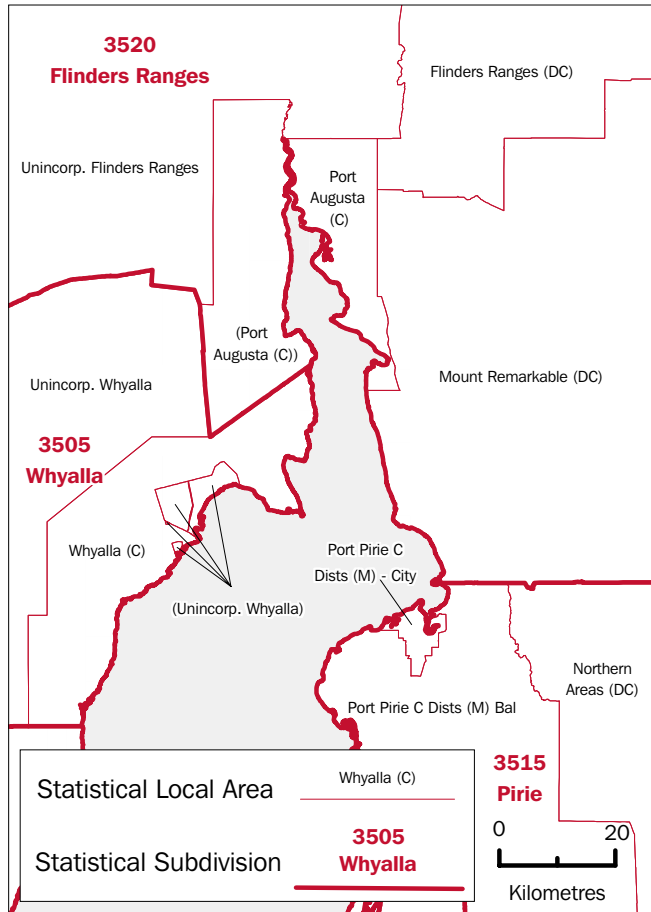 3520
Flinders Ranges
Flinders Ranges (DC)
Unincorp. Flinders Ranges
Port
Augusta
(C)
(Port
Augusta (C))
Unincorp. Whyalla
Mount Remarkable (DC)
3505
Whyalla
Whyalla (C)
Port Pirie C
Dists (M) - City
(Unincorp. Whyalla)
Northern
Areas (DC)
Port Pirie C Dists (M) Bal
3515
Pirie
Statistical Local Area
Whyalla (C)
Statistical Subdivision
3505
Whyalla
0 20
Kilometres